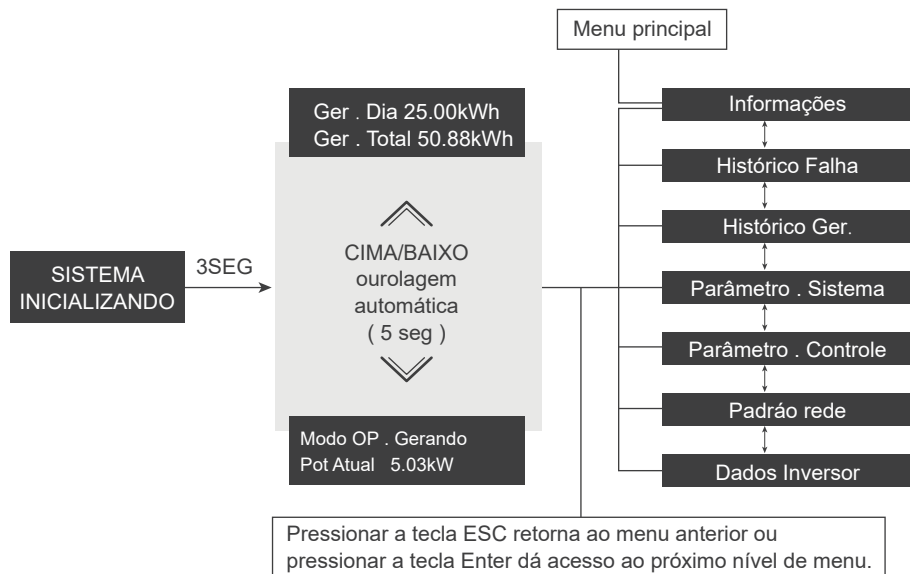 Menu principal
Ger . Dia 25.00kWh
Ger . Total 50.88kWh
SISTEMA
INICIALIZANDO
3SEG
CIMA/BAIXO
ourolagem
automática
( 5 seg )
Modo OP . Gerando
Pot Atual 5.03kW
Informações
Histórico Falha
Histórico Ger.
Parâmetro . Sistema
Parâmetro . Controle
Padráo rede
Dados Inversor
Pressionar a tecla ESC retorna ao menu anterior ou
pressionar a tecla Enter dá acesso ao próximo nível de menu.